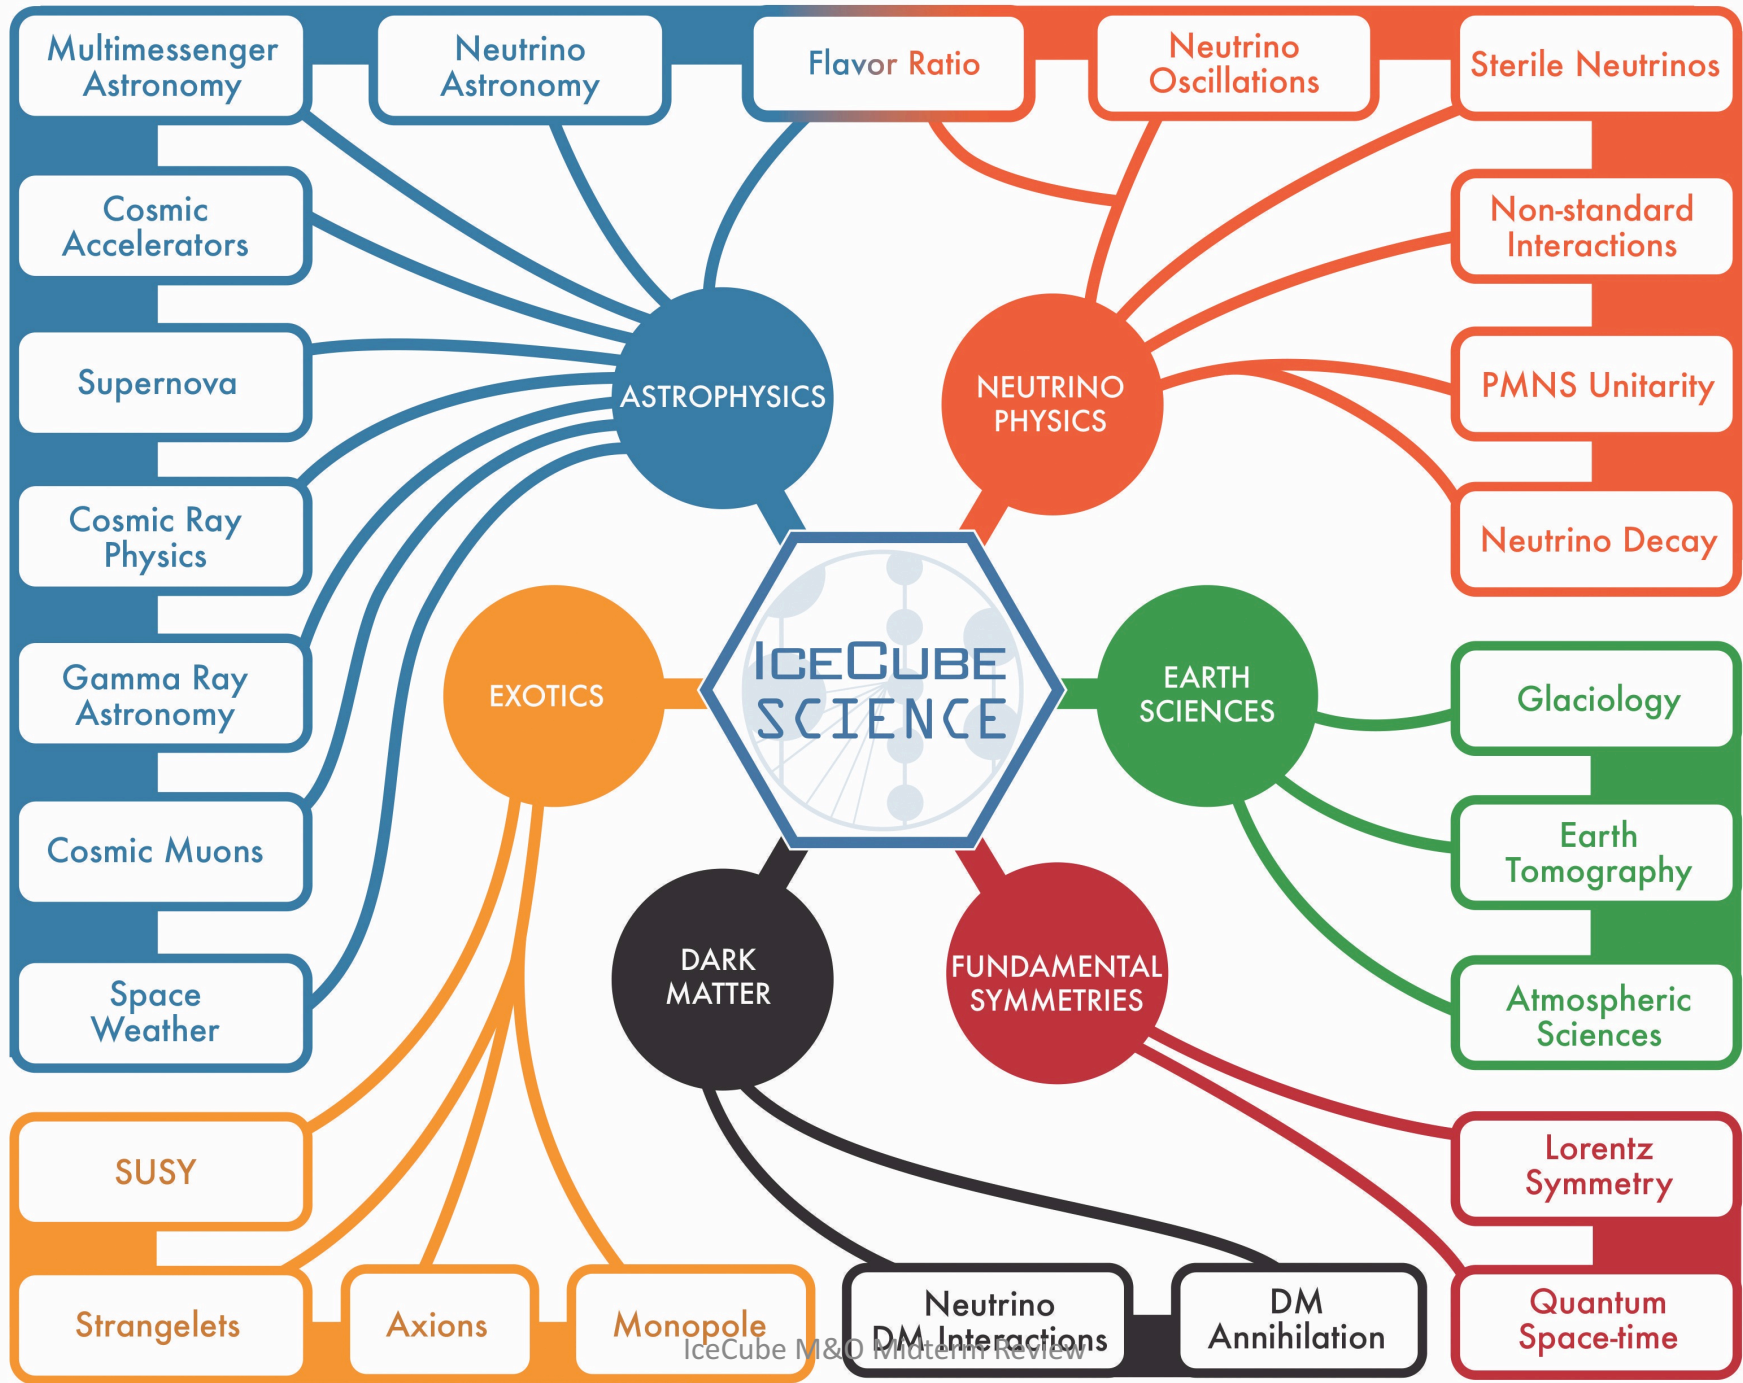 Multimessenger
Astronomy
Neutrino
Astronomy
Flavor Ratio
Neutrino
Oscillations
Sterile Neutrinos
Cosmic
Accelerators
Non-standard
Interactions
Supernova
ASTROPHYSICS
NEUTRINO
PHYSICS
PMNS Unitarity
Cosmic Ray
Physics
Neutrino Decay
Gamma Ray
Astronomy
EXOTICS
ICECUBE
SCIENCE
EARTH
SCIENCES
Glaciology
Cosmic Muons
Earth
Tomography
Space
Weather
DARK
MATTER
FUNDAMENTAL
SYMMETRIES
Atmospheric
Sciences
SUSY
Lorentz
Symmetry
Strangelets
Axions
Monopole
Neutrino
DM Interactions
DM
Annihilation
Quantum
Space-time
IceCube M&O Midterm Review